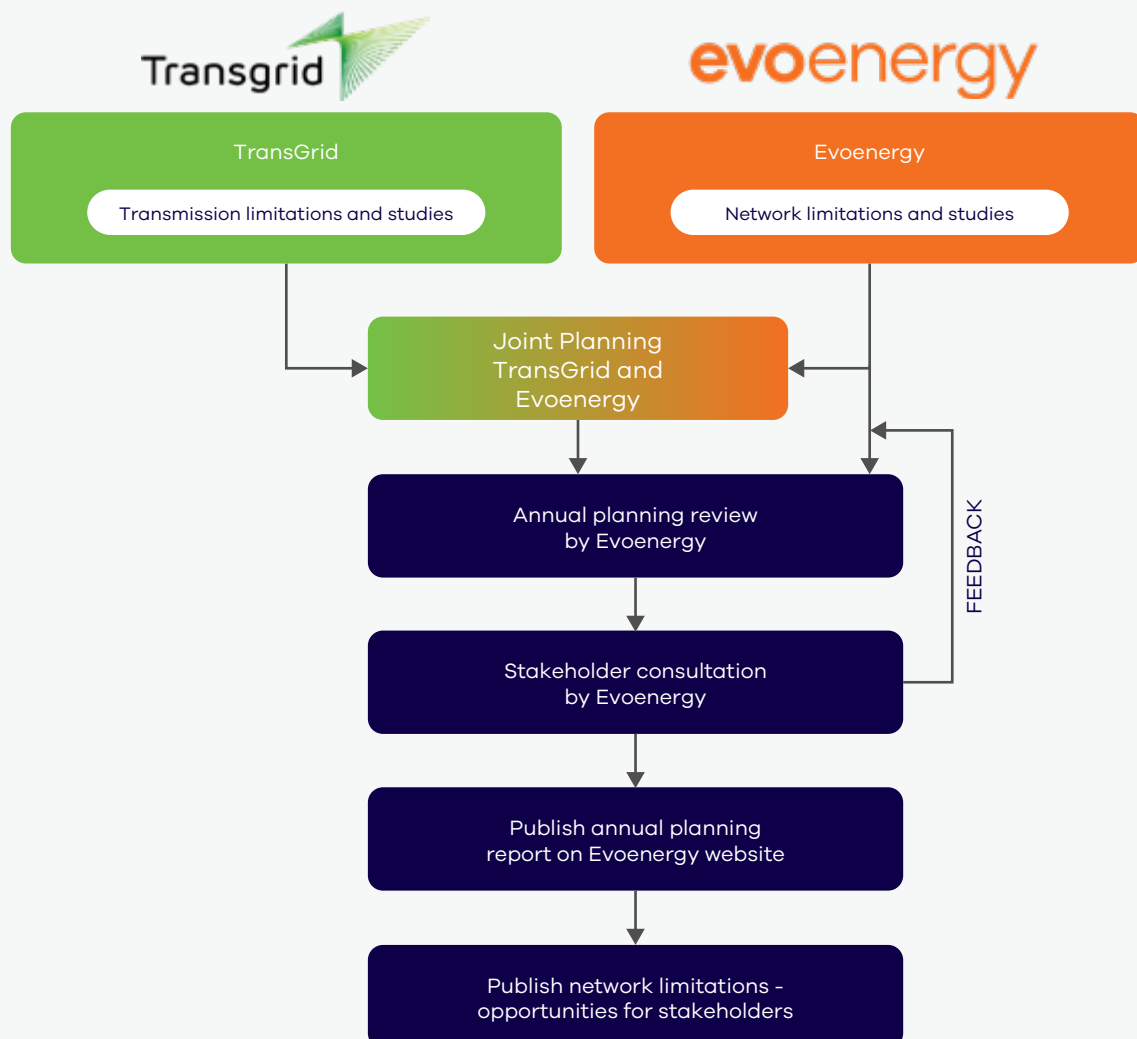 Transgrid
evoenergy
TransGrid
Transmission limitations and studies
Evoenergy
Network limitations and studies
Joint Planning
TransGrid and
Evoenergy
Annual planning review
by Evoenergy
FEEDBACK
Stakeholder consultation
by Evoenergy
Publish annual planning
report on Evoenergy website
Publish network limitations -
opportunities for stakeholders